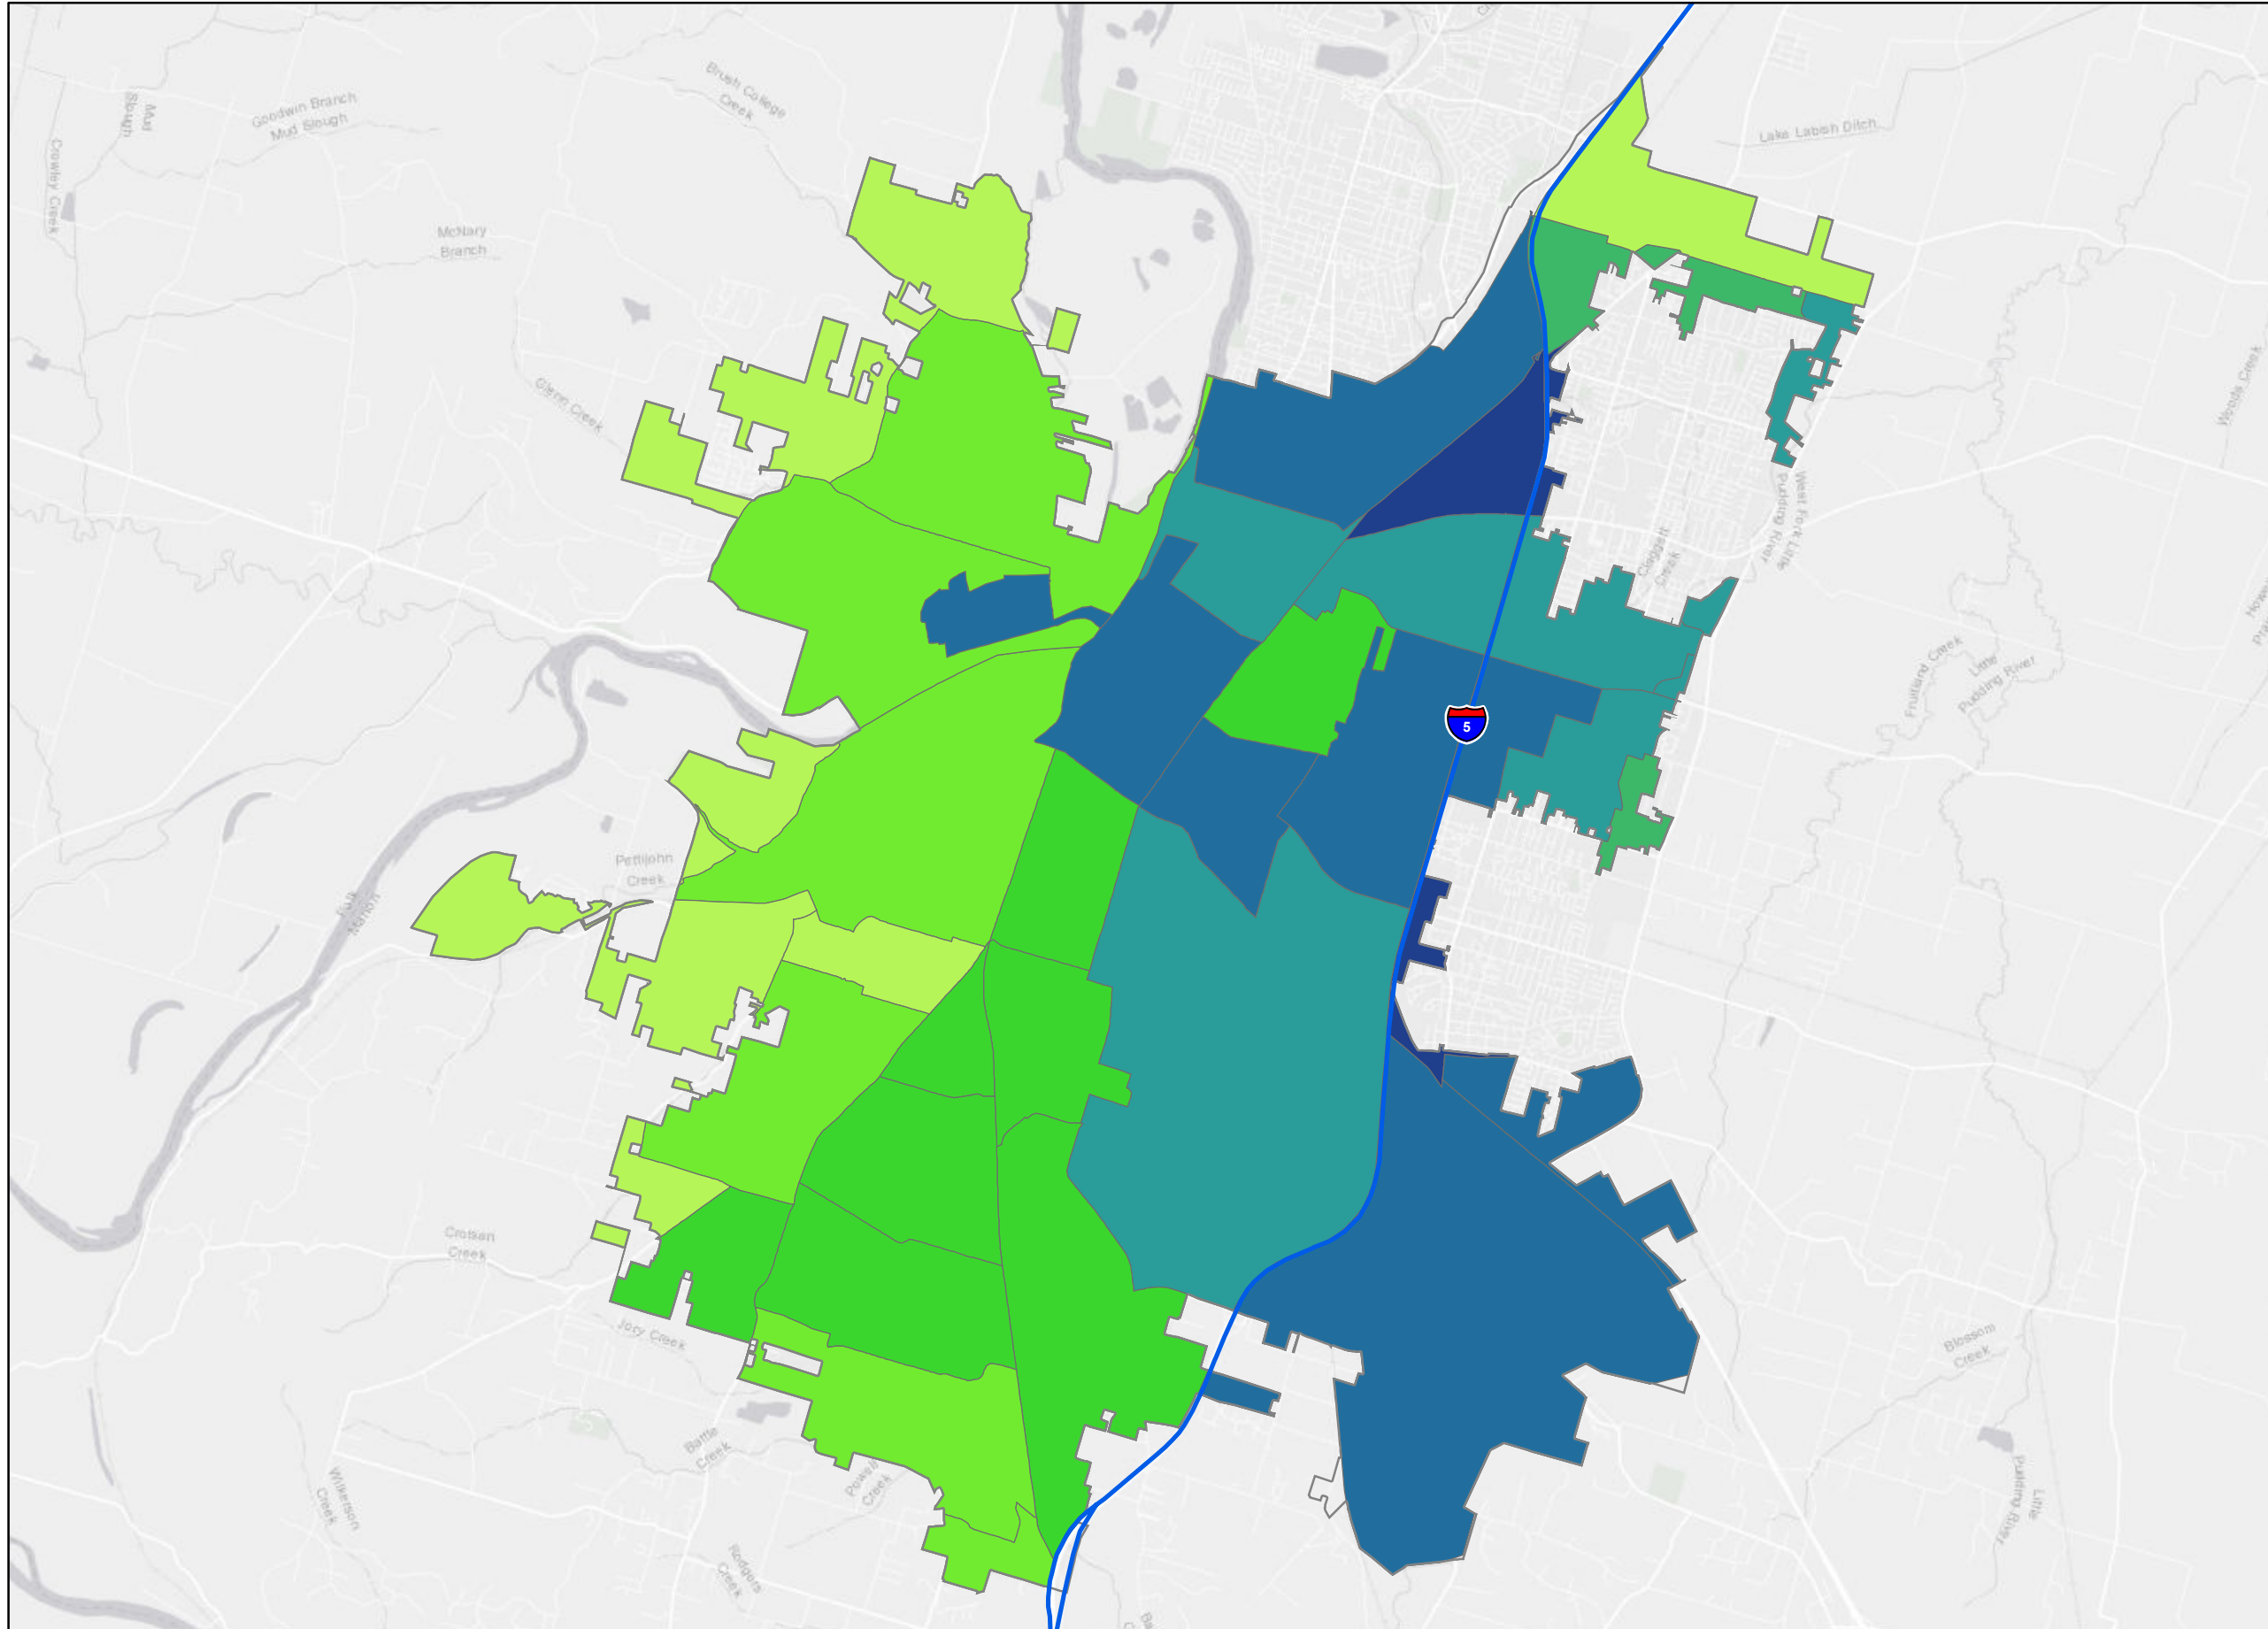 Brush College
Creek
Goodwin Branch
Mud Slough
Mud
Slough
Crowley Creek
Lake Labish Ditch
McNary
Branch
Glenn Creek
Woods Creek
West Fork Little
Pudding River
Claggett
Creek
Fruitland Creek
Little
Pudding River
5
Pettijohn
Creek
Croisan
Creek
Jory Creek
Battle
Creek
Powell
Creek
Wilkerson
Creek
Rodgers
Creek
Blossom
Creek
Little
Pudding River